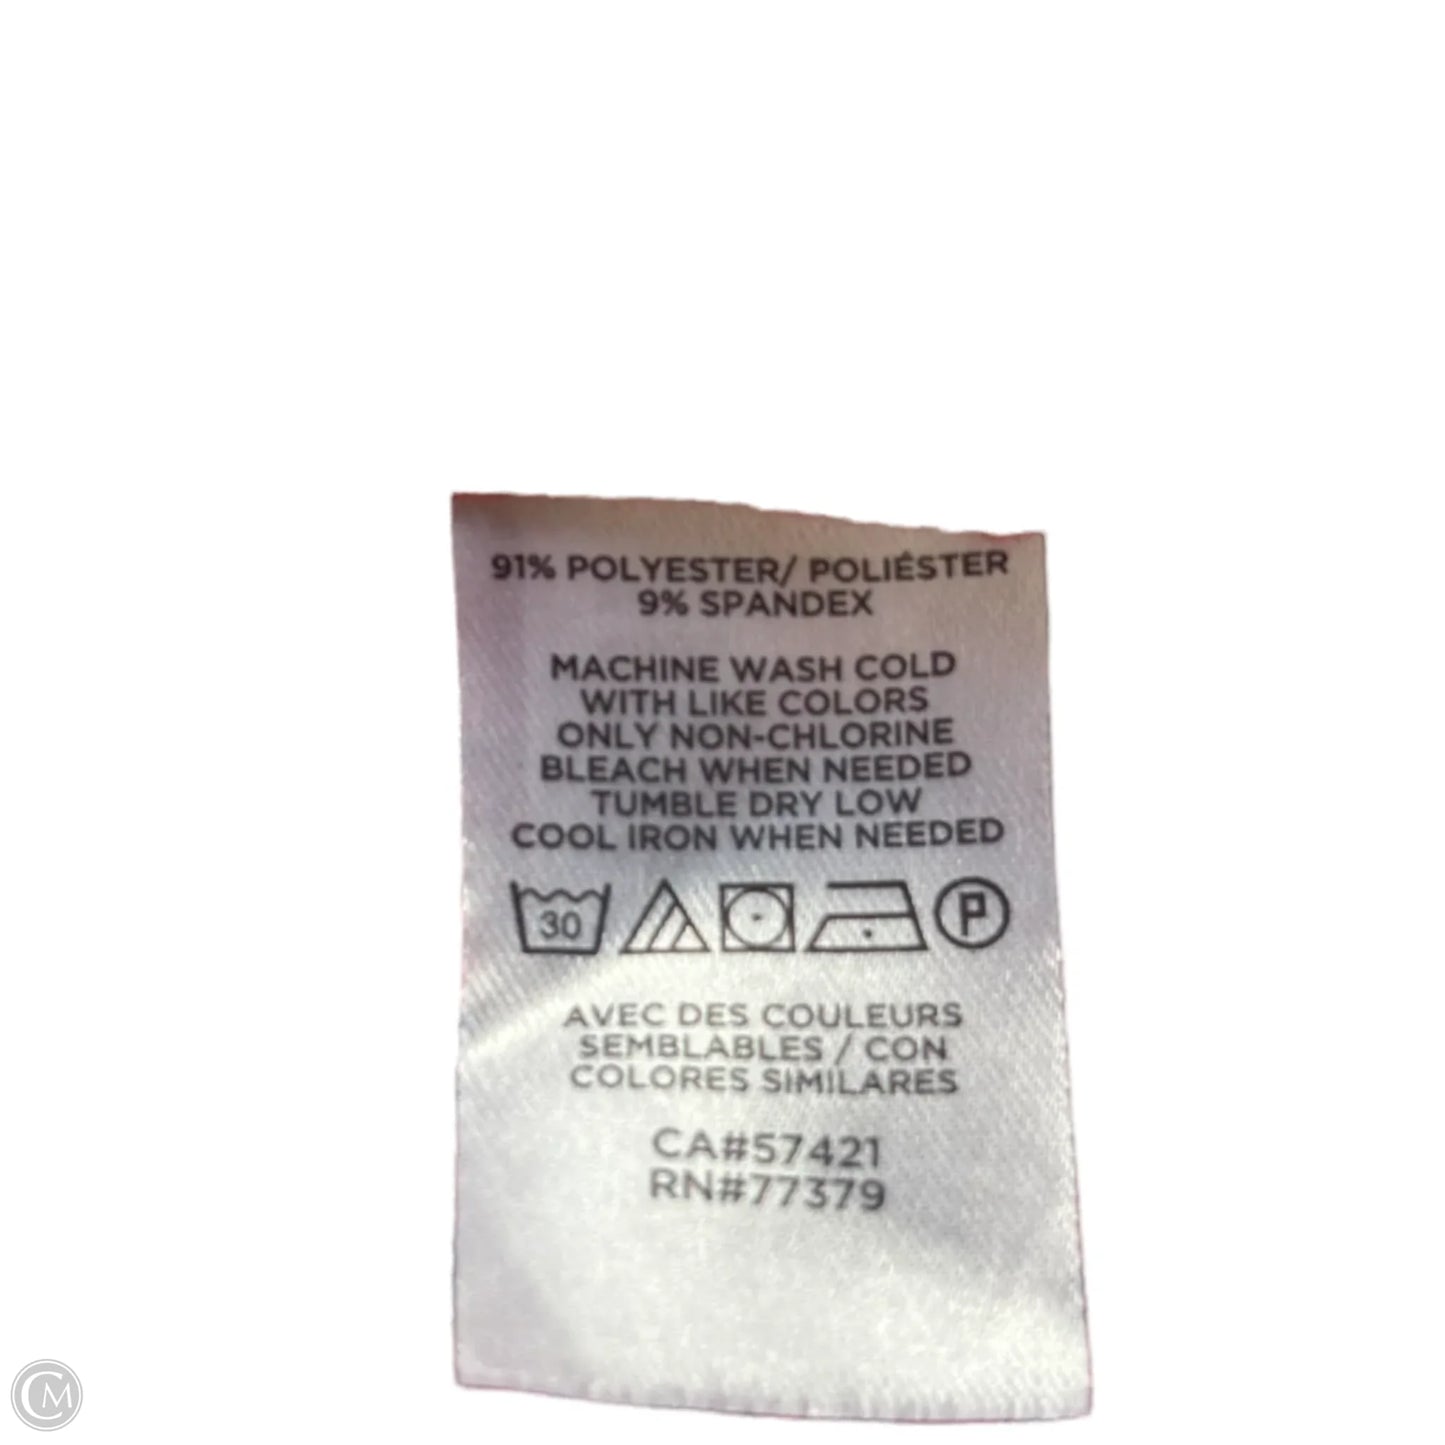 91% POLYESTER/ POLIÉSTER
9% SPANDEX
MACHINE WASH COLD
WITH LIKE COLORS
ONLY NON-CHLORINE
BLEACH WHEN NEEDED
TUMBLE DRY LOW
COOL IRON WHEN NEEDED
30 P
AVEC DES COULEURS
SEMBLABLES / CON
COLORES SIMILARES
CA#57421
RN#77379
CM